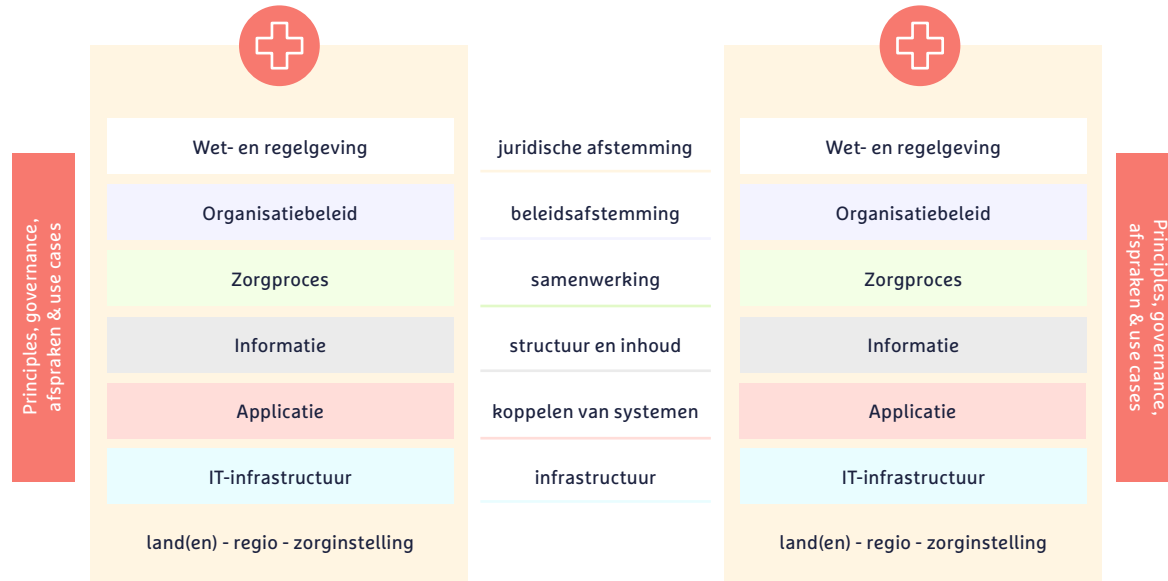 Principles, governance,
afspraken & use cases
Wet- en regelgeving
juridische afstemming
Wet- en regelgeving
Organisatiebeleid
beleidsafstemming
Organisatiebeleid
Zorgproces
samenwerking
Zorgproces
Informatie
structuur en inhoud
Informatie
Applicatie
koppelen van systemen
Applicatie
IT-infrastructuur
infrastructuur
IT-infrastructuur
land(en) - regio - zorginstelling
land(en) - regio - zorginstelling
Principles, governance,
afspraken & use cases